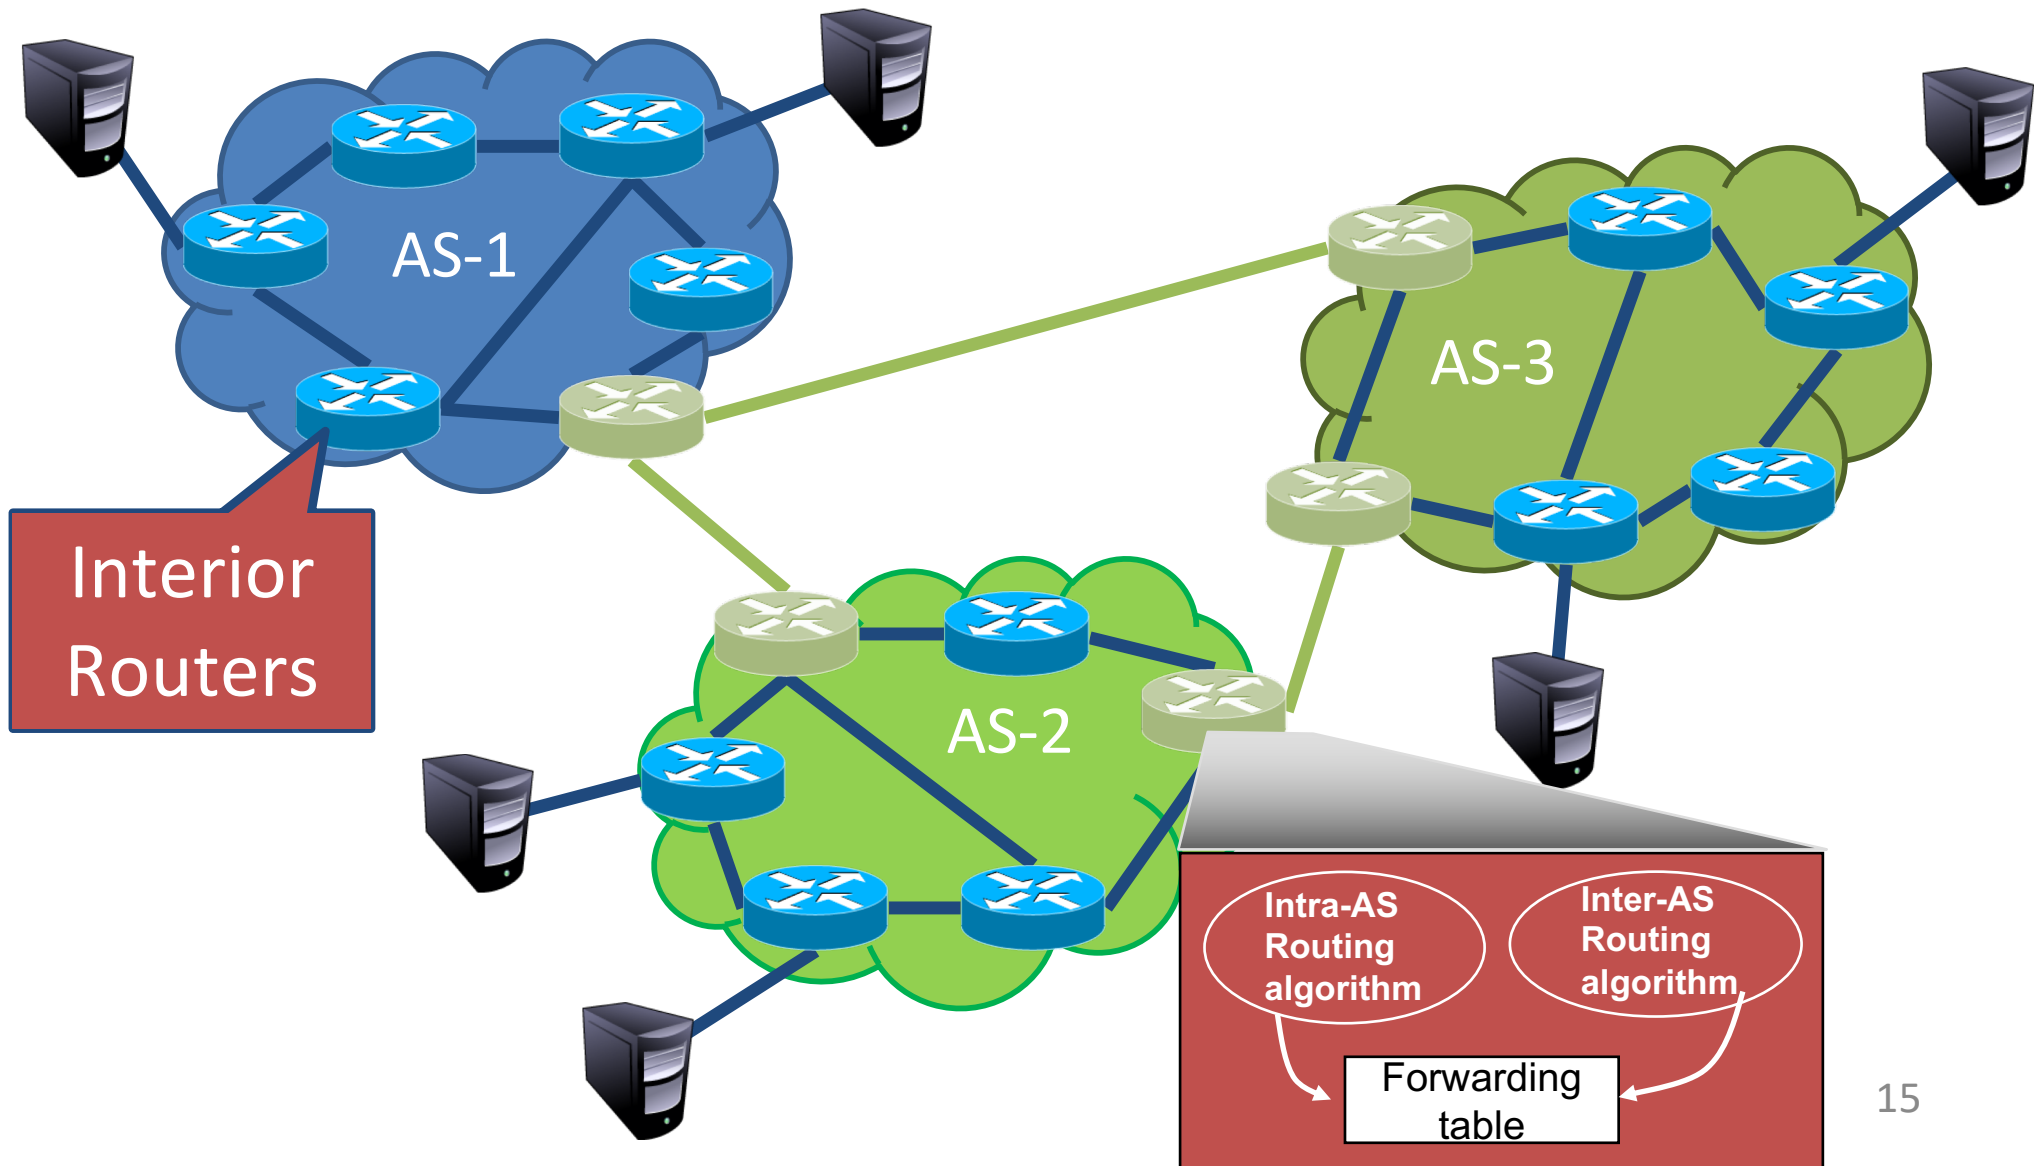 AS-1
AS-3
Interior
Routers
AS-2
Intra-AS
Routing
algorithm
Inter-AS
Routing
algorithm
Forwarding
table
15